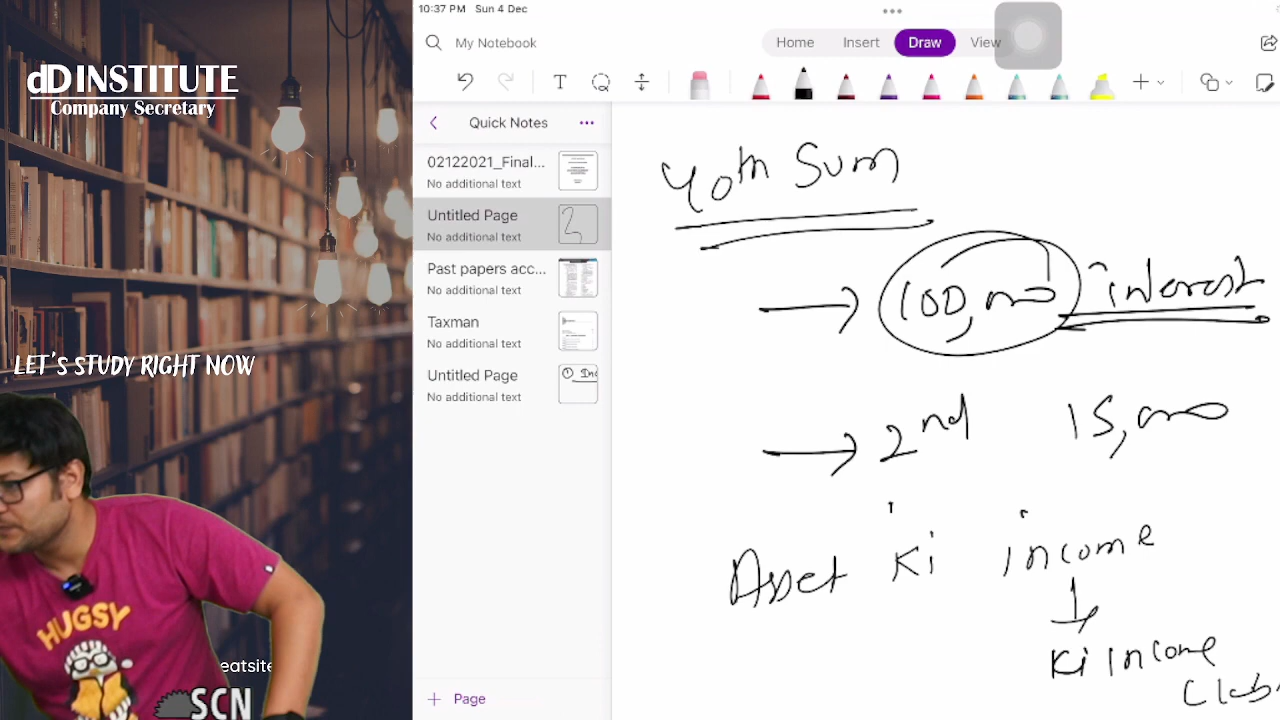 10:37 PM Sun 4 Dec
My Notebook
Home Insert Draw View
dD INSTITUTE
Company Secretary
LET'S STUDY RIGHT NOW
HUGSY
eatsite
SCN
T
Quick Notes
02122021_Final...
No additional text
Untitled Page
No additional text
Past papers acc...
No additional text
Taxman
No additional text
Untitled Page
No additional text
Page
40th Sum
100,000 interest
2nd 15,000
Asset Ki income
Ki income